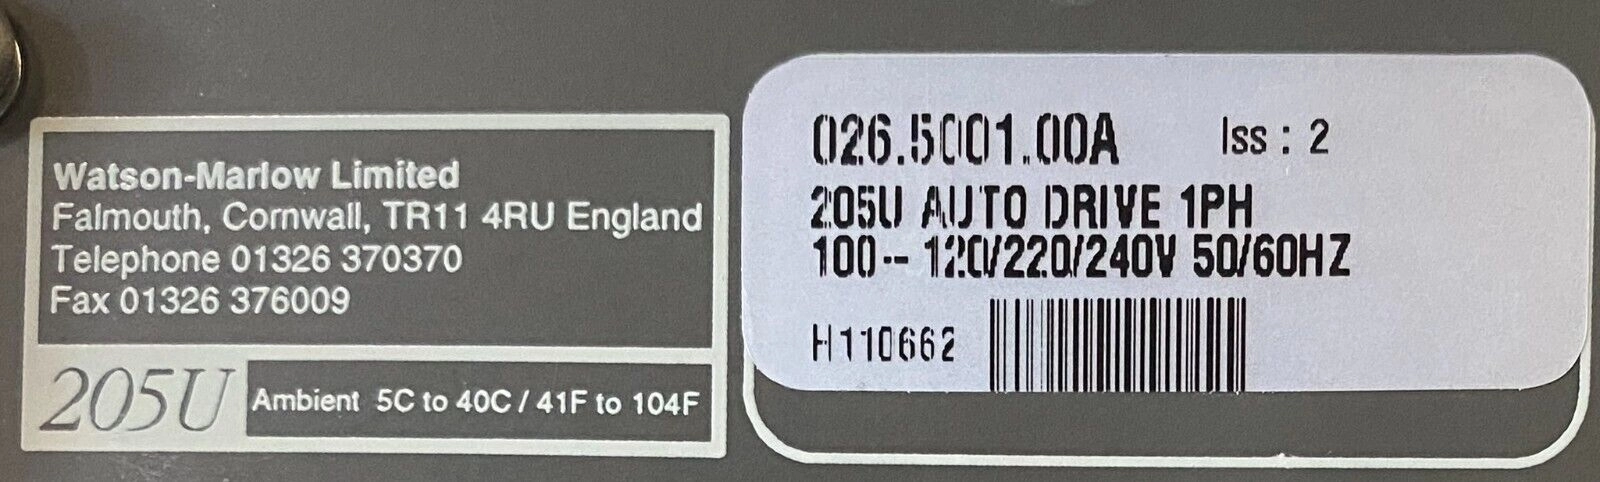 Watson-Marlow Limited
Falmouth, Cornwall, TR11 4RU England
Telephone 01326 370370
Fax 01326 376009
205U
Ambient 5C to 40C / 41F to 104F
026.5001.00A Iss : 2
205U AUTO DRIVE 1PH
100-- 120/220/240V 50/60HZ
H110662